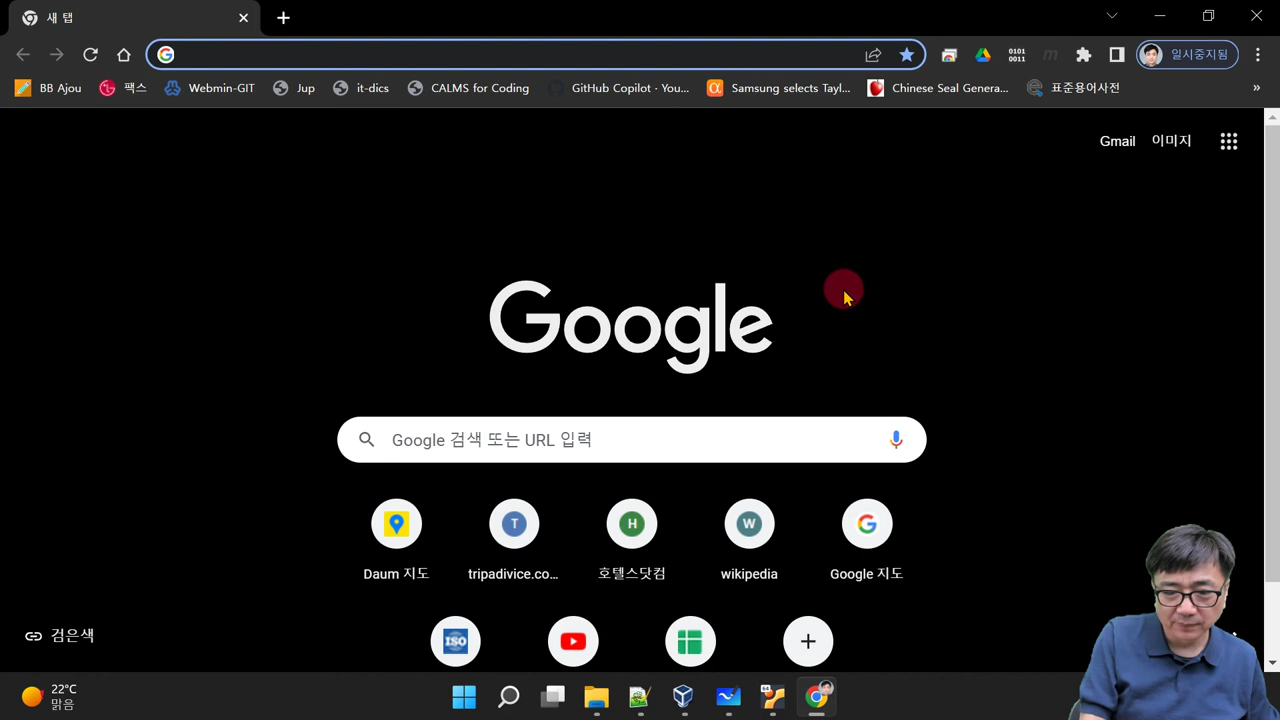 새 탭
일시중지됨
BB Ajou
팩스
Webmin-GIT
Jup
it-dics
CALMS for Coding
GitHub Copilot · You...
Samsung selects Tayl...
Chinese Seal Genera...
표준용어사전
»
Gmail 이미지
Google
Google 검색 또는 URL 입력
T
H
W
Daum 지도
tripadivice.co...
호텔스닷컴
wikipedia
Google 지도
ISO
검은색
22°C
맑음